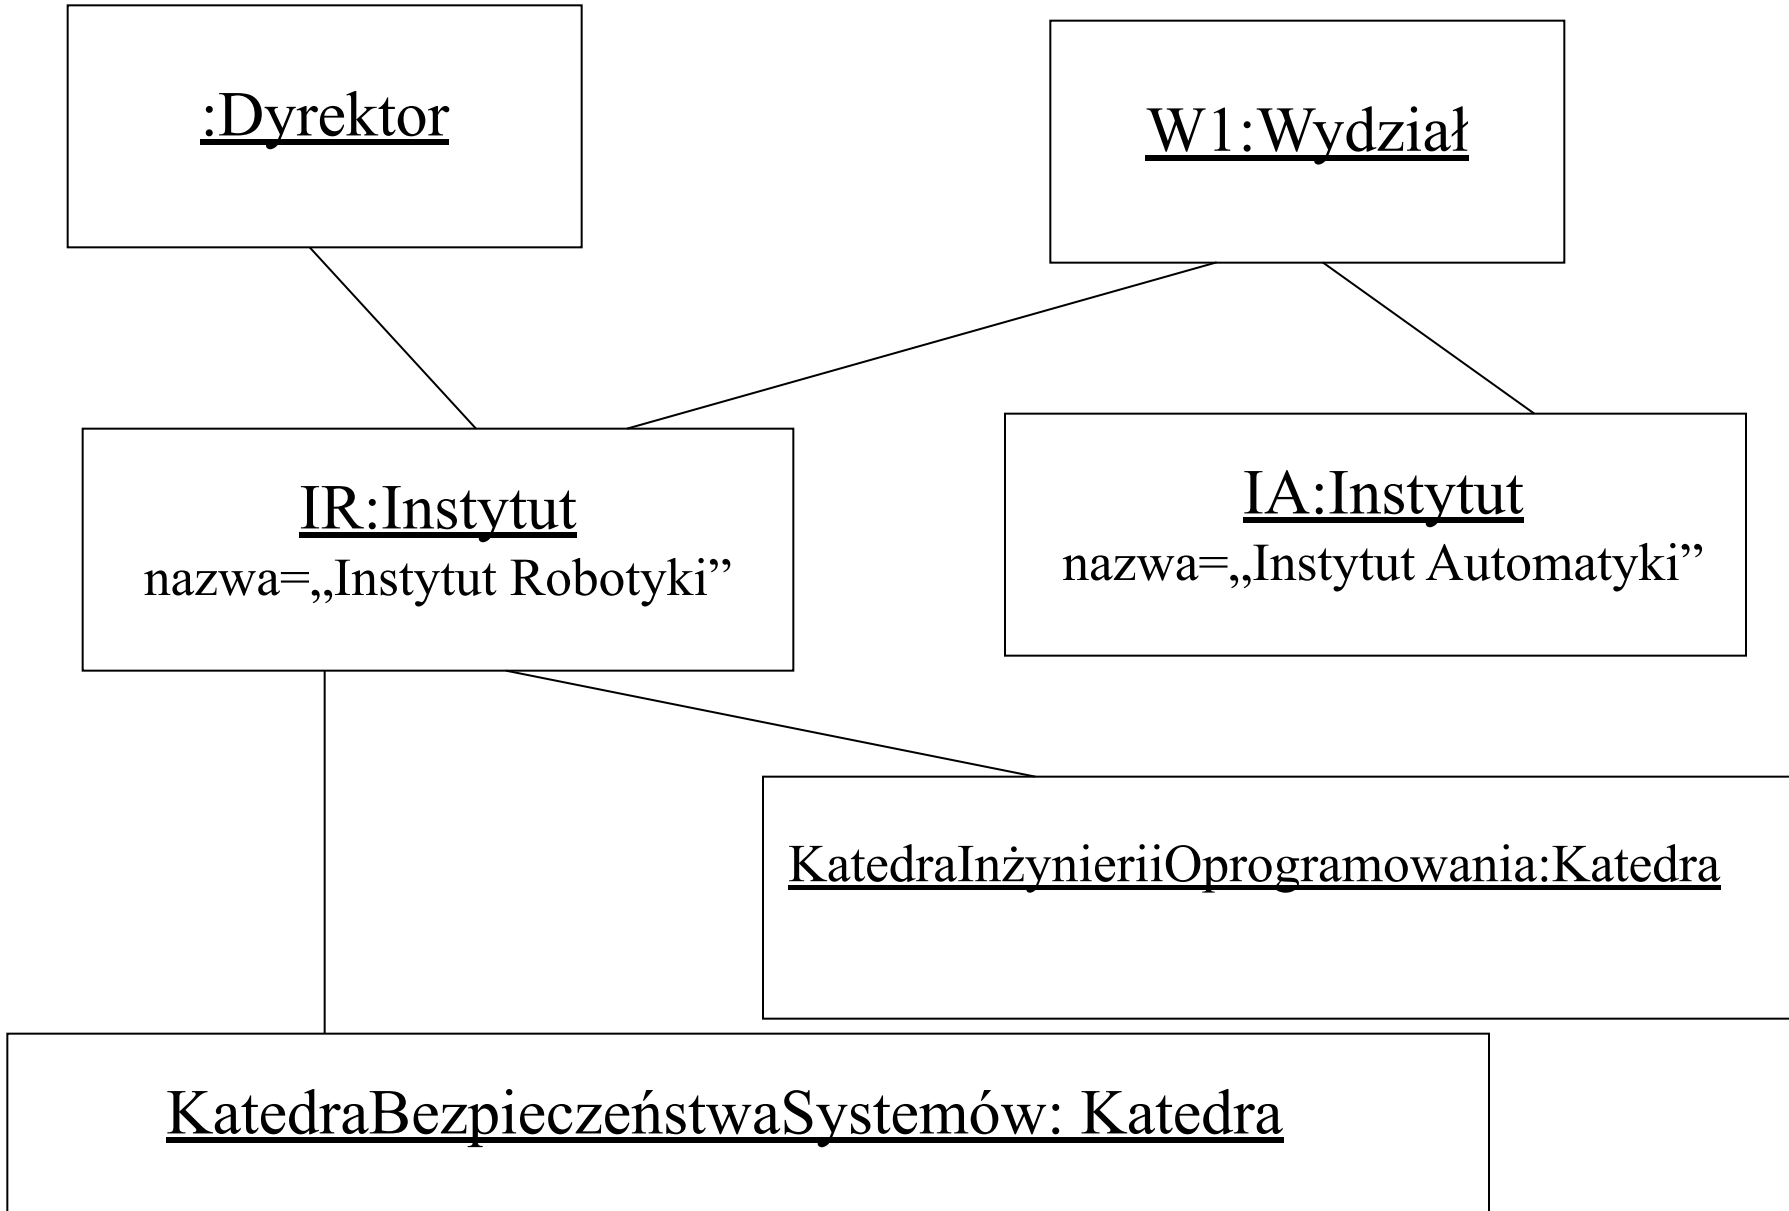 :Dyrektor
W1:Wydział
IR:Instytut
nazwa=„Instytut Robotyki”
IA:Instytut
nazwa=„Instytut Automatyki”
KatedraInżynieriiOprogramowania:Katedra
KatedraBezpieczeństwaSystemów: Katedra